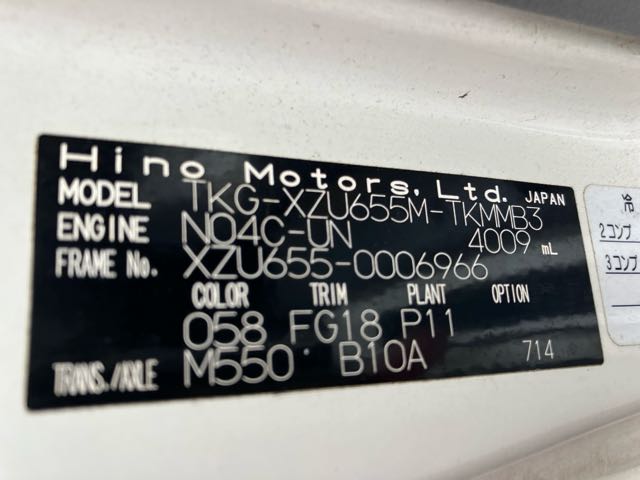 Hino Motors, Ltd. JAPAN
MODEL TKG-XZU655M-TKMMB3
ENGINE N04C-UN 4009 mL
FRAME No. XZU655-0006966
COLOR TRIM PLANT OPTION
058 FG18 P11
TRANS./AXLE M550 B10A 714
2コンプ
3コンプ